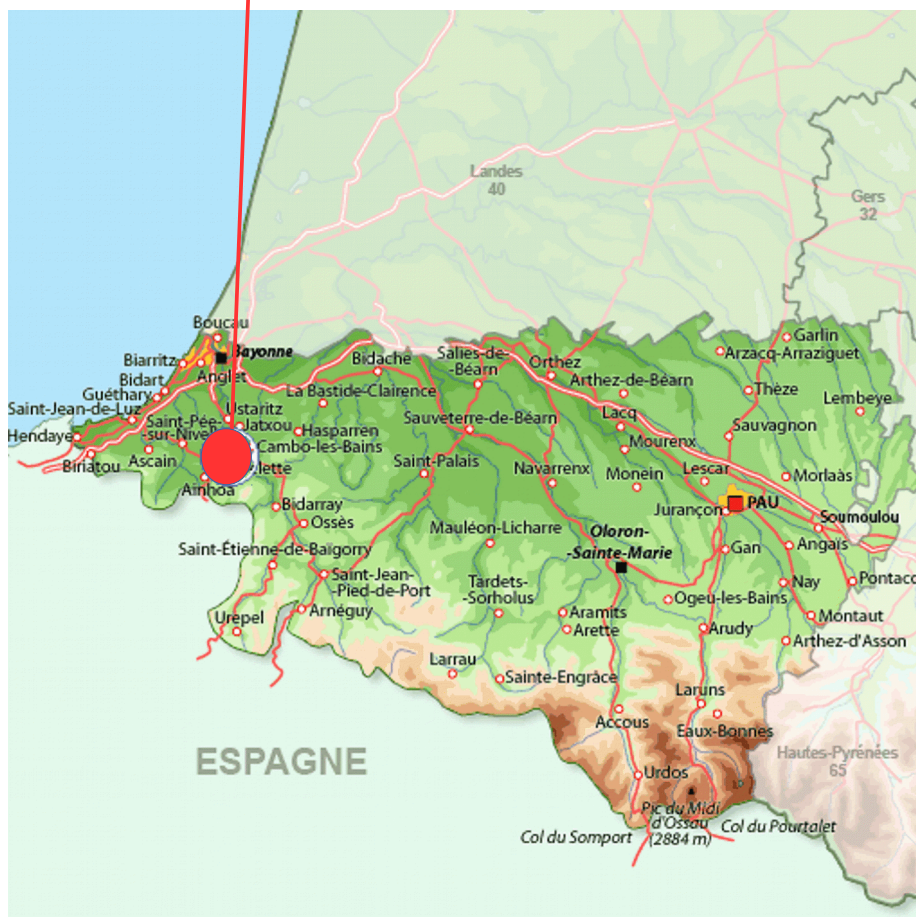 Landes
40
Gers
32
Boucau
Bayonne
Biarritz
Bidart
Anglet
Guéthary
Saint-Jean-de-Luz
Hendaye
Biriatou
Saint-Pée-
-sur-Nivel
Ascain
Ainhoa
Ustaritz
Jatxou
Hasparren
Cambo-les-Bains
lette
La Bastide-Clairence
Bidache
Salies-de-
-Béarn
Orthez
Arthez-de-Béarn
Arzacq-Arraziguet
Garlin
Thèze
Lembeye
Sauveterre-de-Béarn
Lacq
Sauvagnon
Mourenx
Saint-Palais
Navarrenx
Monein
Lescar
Morlaàs
Jurançon
PAU
Soumoulou
Bidarray
Ossès
Mauléon-Licharre
Oloron-
-Sainte-Marie
Gan
Angaïs
Saint-Étienne-de-Baïgorry
Saint-Jean-
-Pied-de-Port
Tardets-
-Sorholus
Ogeu-les-Bains
Nay
Pontacq
Urepel
Arnéguy
Aramits
Arette
Arudy
Montaut
Arthez-d'Asson
Larrau
Sainte-Engrâce
Laruns
Accous
Eaux-Bonnes
ESPAGNE
Hautes-Pyrénées
65
Urdos
Pic du Midi
d'Ossau
(2884 m)
Col du Somport
Col du Pourtalet